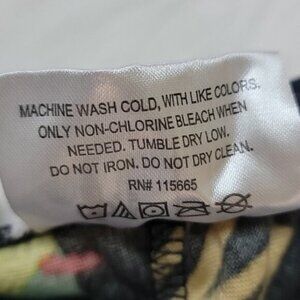 MACHINE WASH COLD, WITH LIKE COLORS.
ONLY NON-CHLORINE BLEACH WHEN
NEEDED. TUMBLE DRY LOW.
DO NOT IRON. DO NOT DRY CLEAN.
RN# 115665